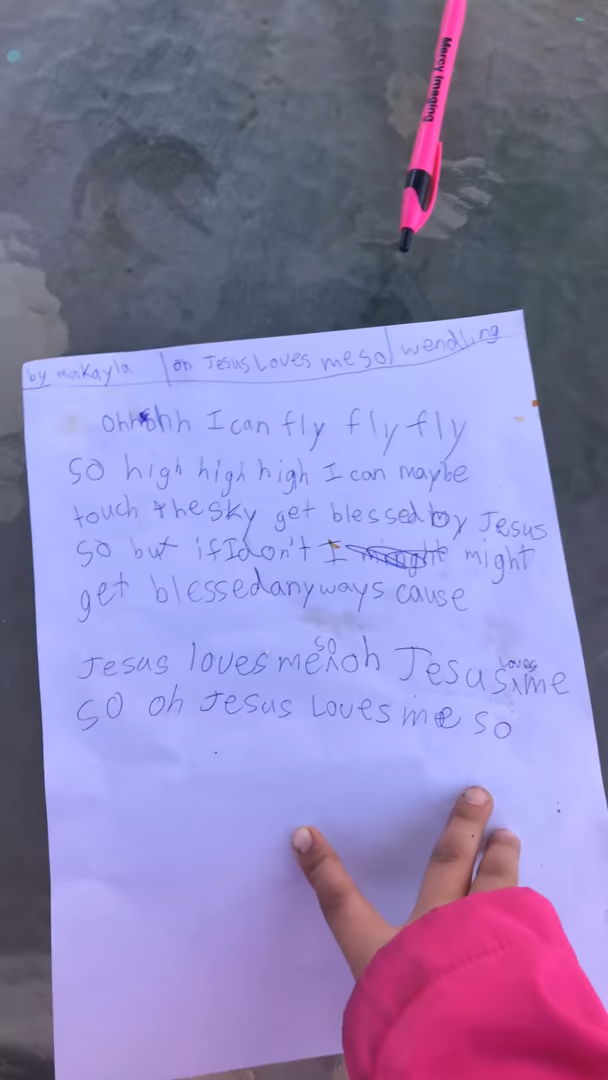 Mercy Imaging
by makayla on Jesus Loves me so wendling
Ohhohh I can fly fly fly
so high high high I can maybe
touch the sky get blessed by Jesus
so but if I don't I might
get blessed anyways cause
Jesus loves me so oh Jesus loves me
so oh Jesus Loves me so